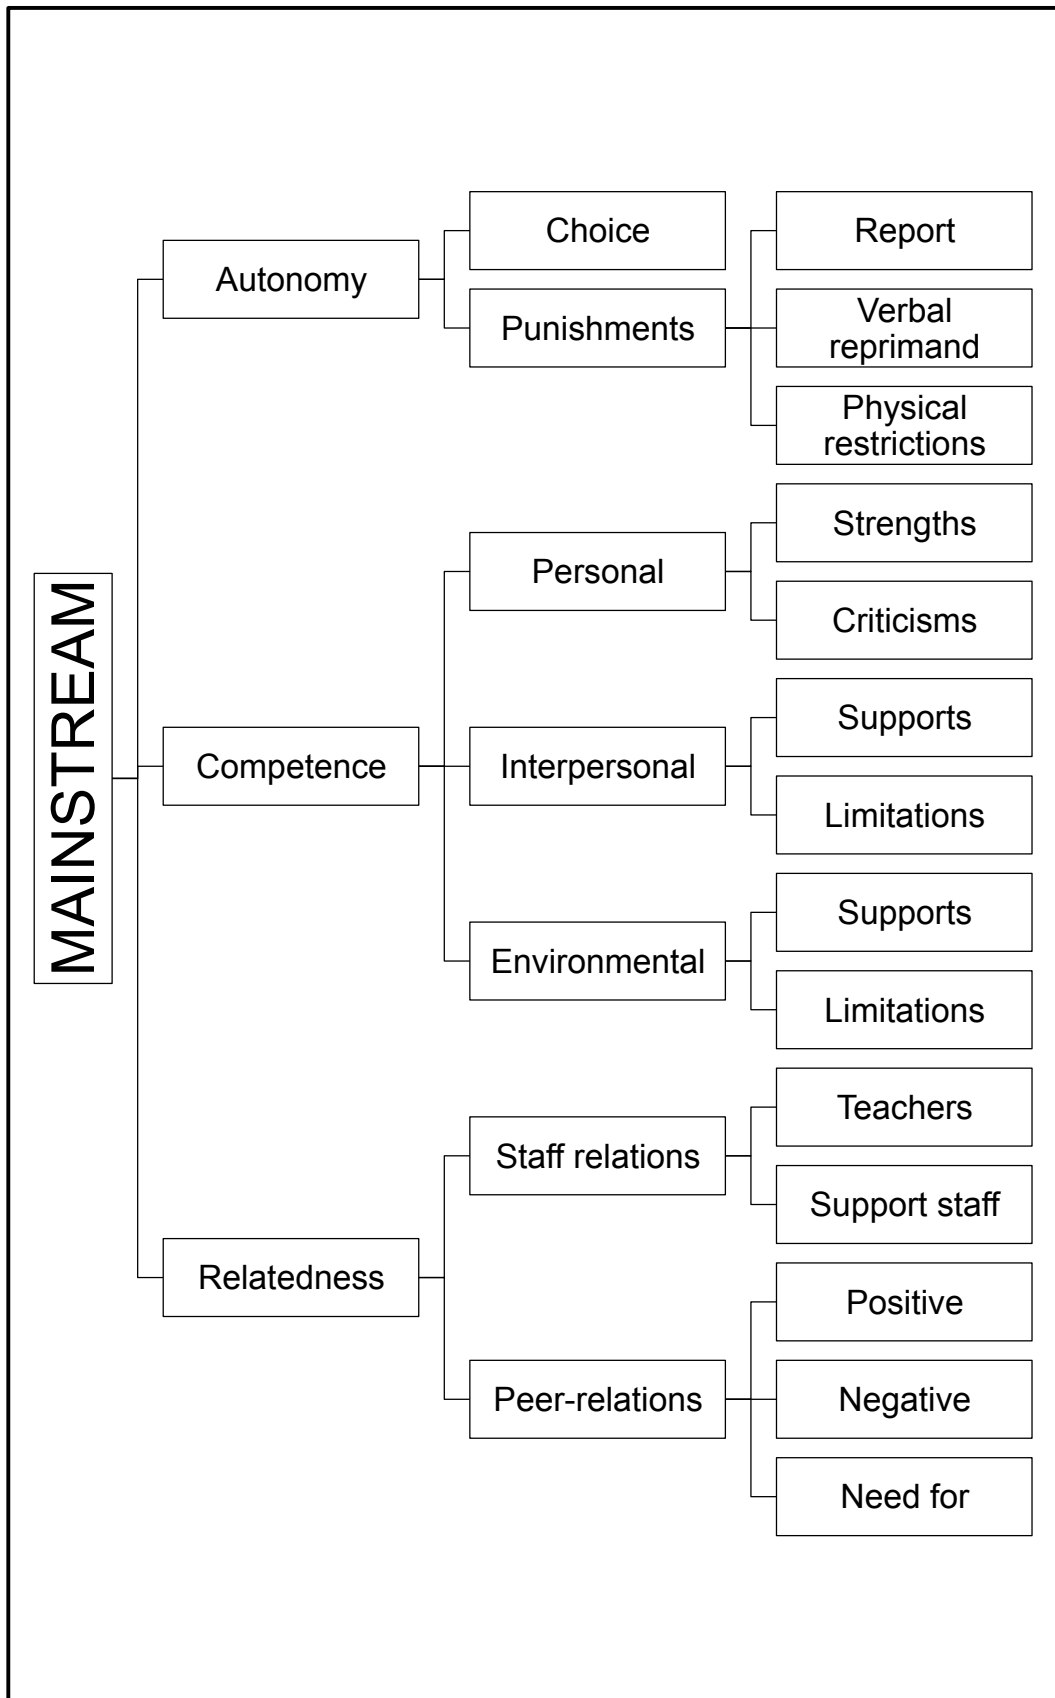 MAINSTREAM
Autonomy
Choice
Punishments
Report
Verbal
reprimand
Physical
restrictions
Competence
Personal
Strengths
Criticisms
Interpersonal
Supports
Limitations
Environmental
Supports
Limitations
Relatedness
Staff relations
Teachers
Support staff
Peer-relations
Positive
Negative
Need for